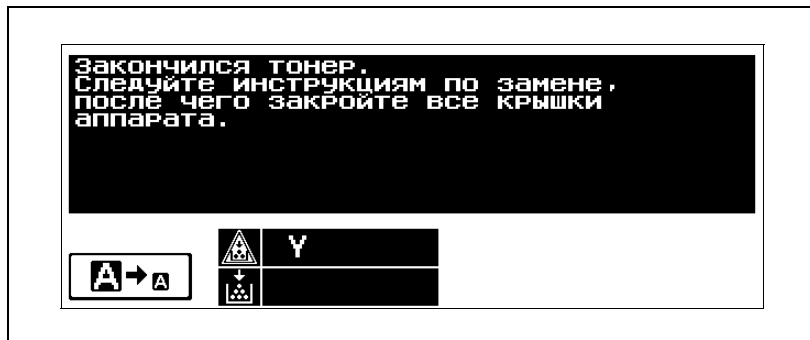 Закончился тонер.
Следуйте инструкциям по замене,
после чего закройте все крышки
аппарата.
Y
A→A